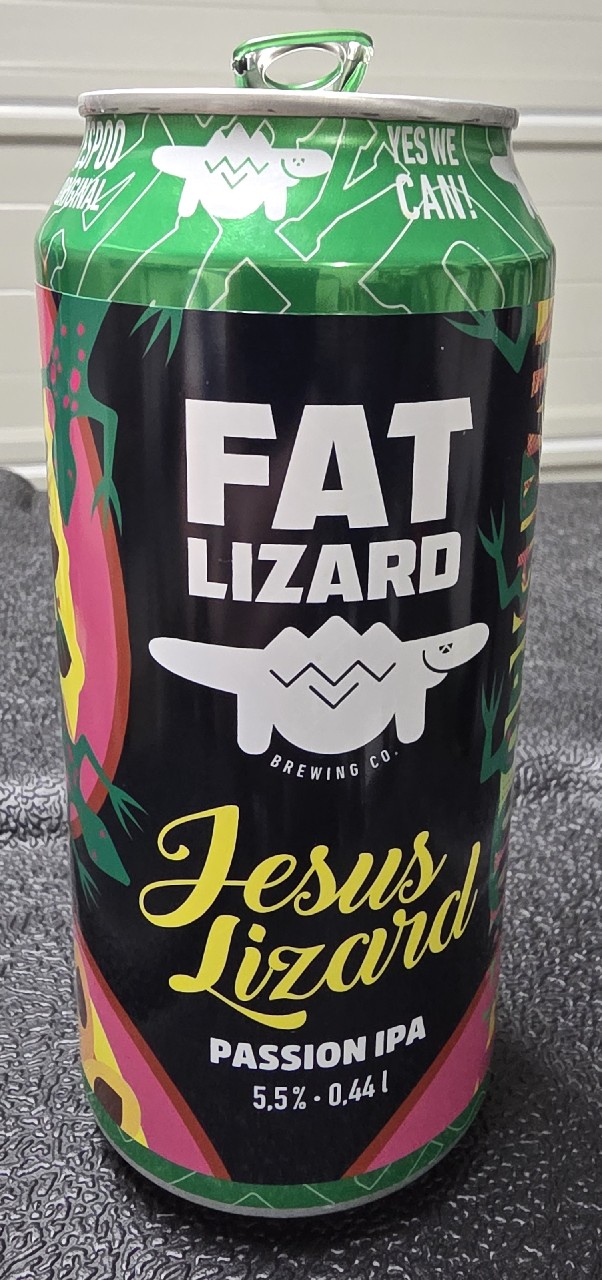 YES WE
CAN!
FAT
LIZARD
BREWING CO.
Jesus
Lizard
PASSION IPA
5,5% • 0,44 l